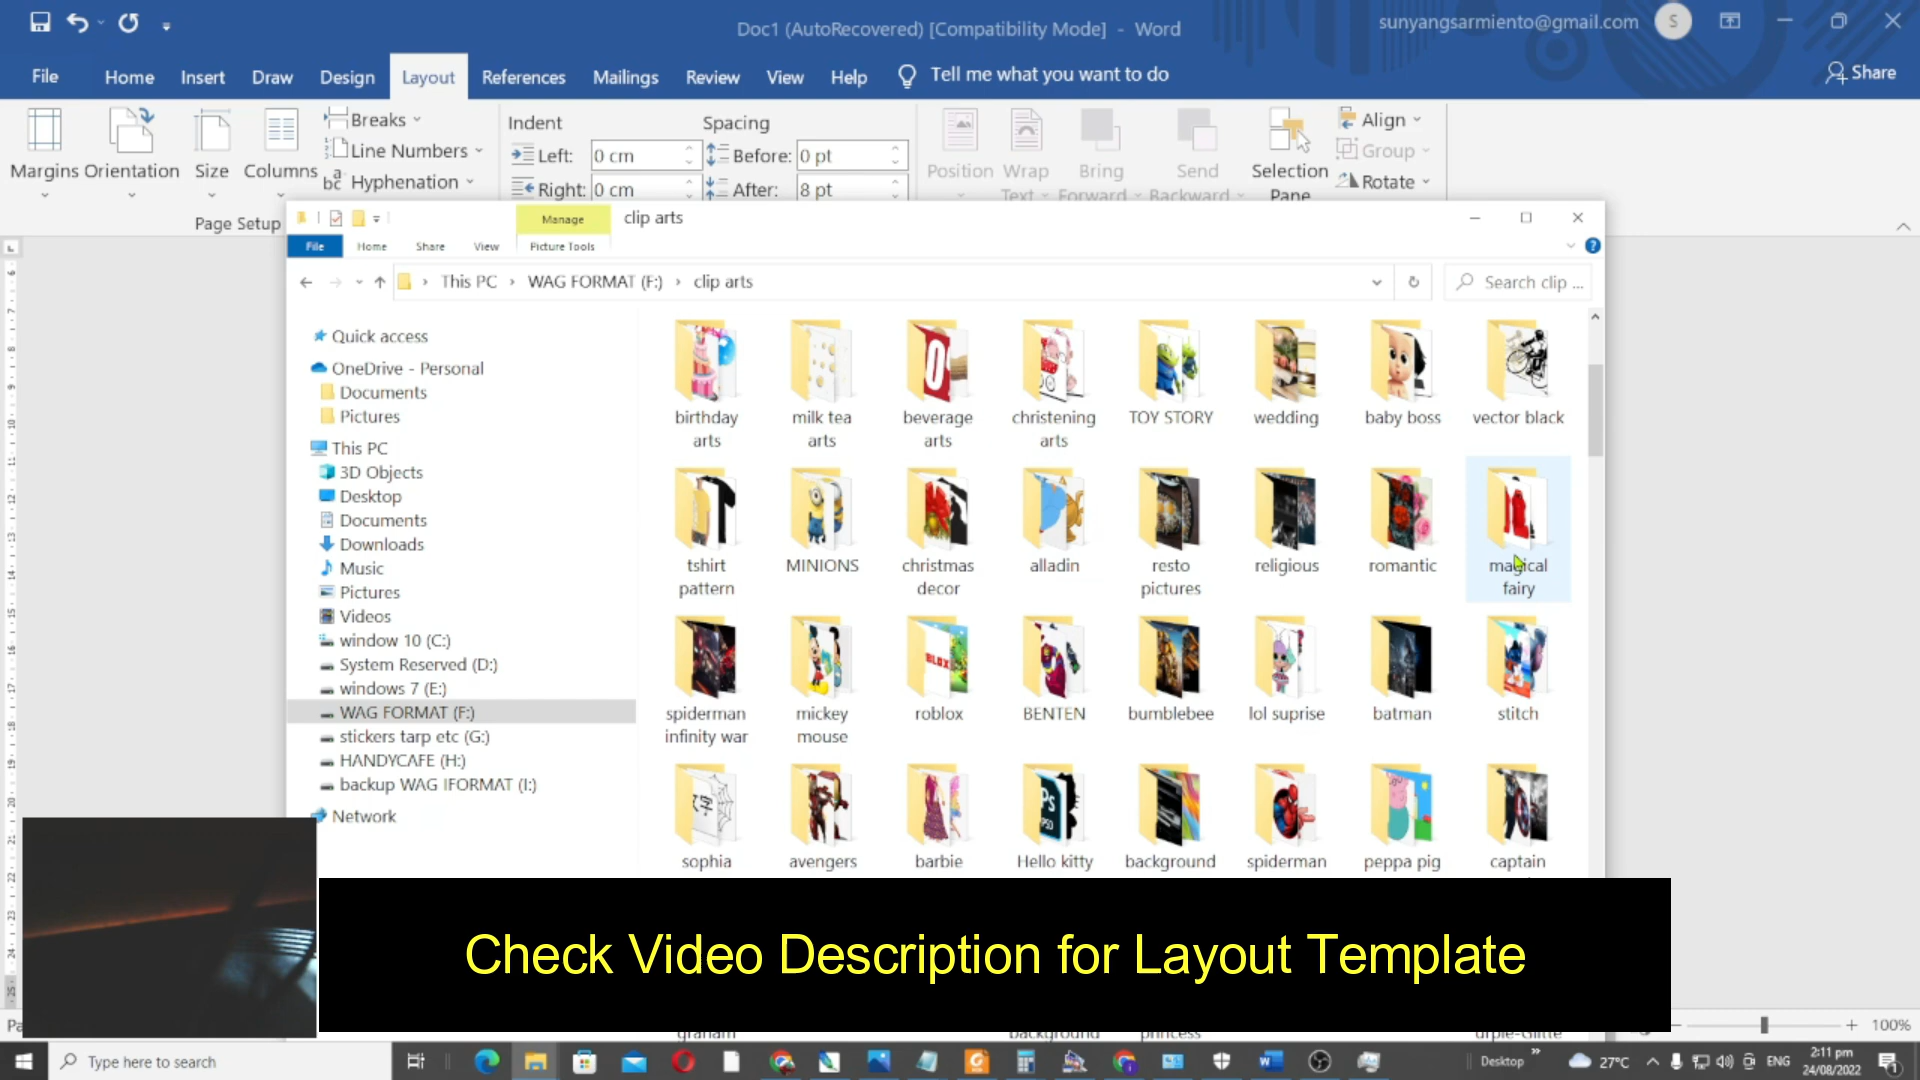 Doc1 (AutoRecovered) [Compatibility Mode] - Word
sunyangsarmiento@gmail.com
S
File
Home
Insert
Draw
Design
Layout
References
Mailings
Review
View
Help
Tell me what you want to do
Share
Margins
Orientation
Size
Columns
Breaks
Line Numbers
Hyphenation
Page Setup
Indent
Left:
0 cm
Right:
0 cm
Spacing
Before:
0 pt
After:
8 pt
Position
Wrap
Text
Bring
Forward
Send
Backward
Selection
Pane
Align
Group
Rotate
Manage
clip arts
File
Home
Share
View
Picture Tools
This PC
WAG FORMAT (F:)
clip arts
Search clip ...
Quick access
OneDrive - Personal
Documents
Pictures
This PC
3D Objects
Desktop
Documents
Downloads
Music
Pictures
Videos
window 10 (C:)
System Reserved (D:)
windows 7 (E:)
WAG FORMAT (F:)
stickers tarp etc (G:)
HANDYCAFE (H:)
backup WAG IFORMAT (I:)
Network
birthday
arts
milk tea
arts
beverage
arts
christening
arts
TOY STORY
wedding
baby boss
vector black
tshirt
pattern
MINIONS
christmas
decor
alladin
resto
pictures
religious
romantic
magical
fairy
spiderman
infinity war
mickey
mouse
roblox
BENTEN
bumblebee
lol suprise
batman
stitch
sophia
avengers
barbie
Hello kitty
background
spiderman
peppa pig
captain
Check Video Description for Layout Template
graham
background
princess
100%
Type here to search
Desktop
27°C
ENG
2:11 pm
24/08/2022